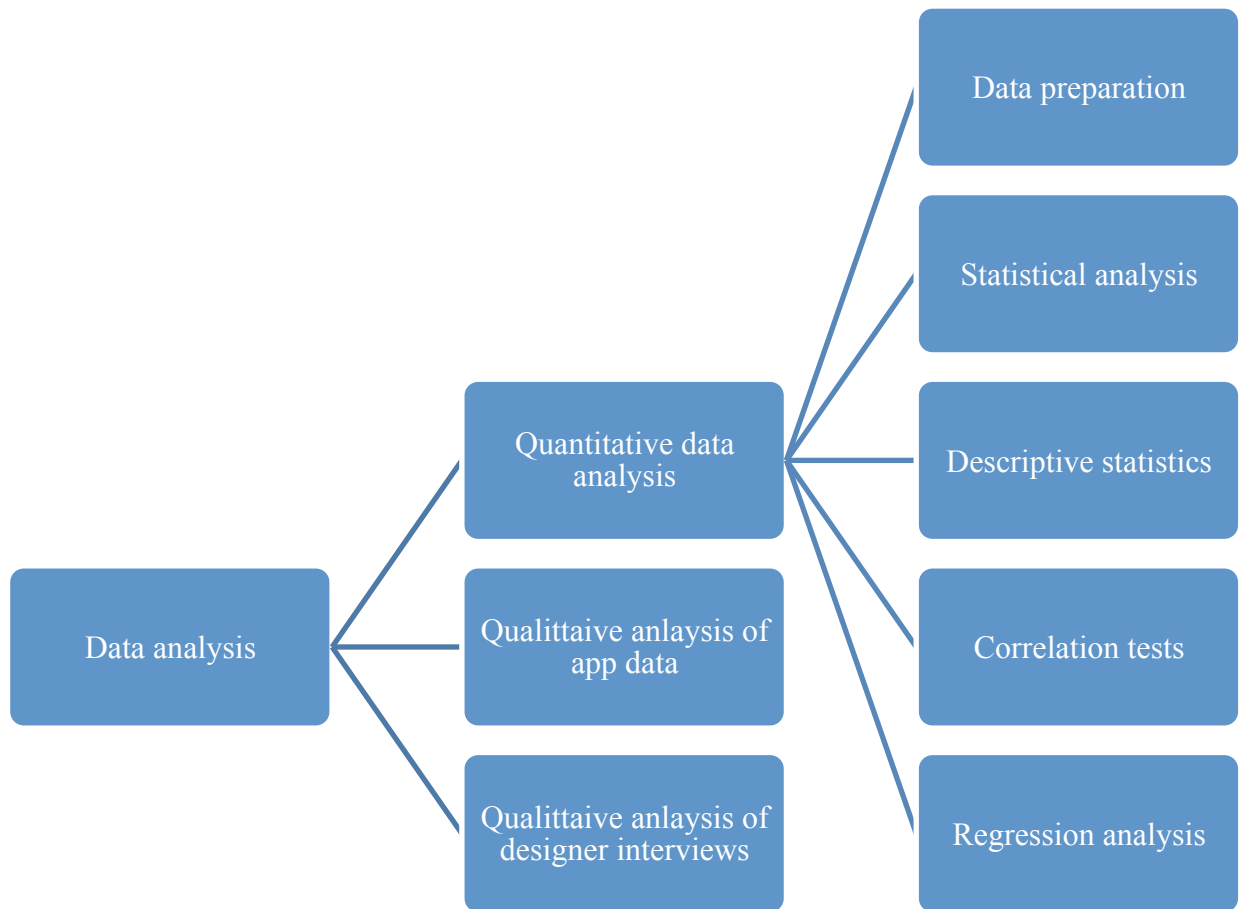 Data preparation
Statistical analysis
Quantitative data
analysis
Descriptive statistics
Data analysis
Qualittaive anlaysis of
app data
Correlation tests
Qualittaive anlaysis of
designer interviews
Regression analysis